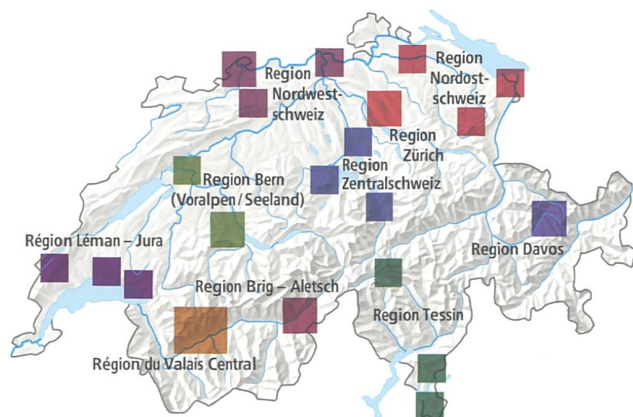 Region
Nordwest-
schweiz
Region
Nordost-
schweiz
Region
Zürich
Region
Zentralschweiz
Region Bern
(Voralpen/Seeland)
Région Léman – Jura
Region Davos
Region Brig – Aletsch
Region Tessin
Région du Valais Central